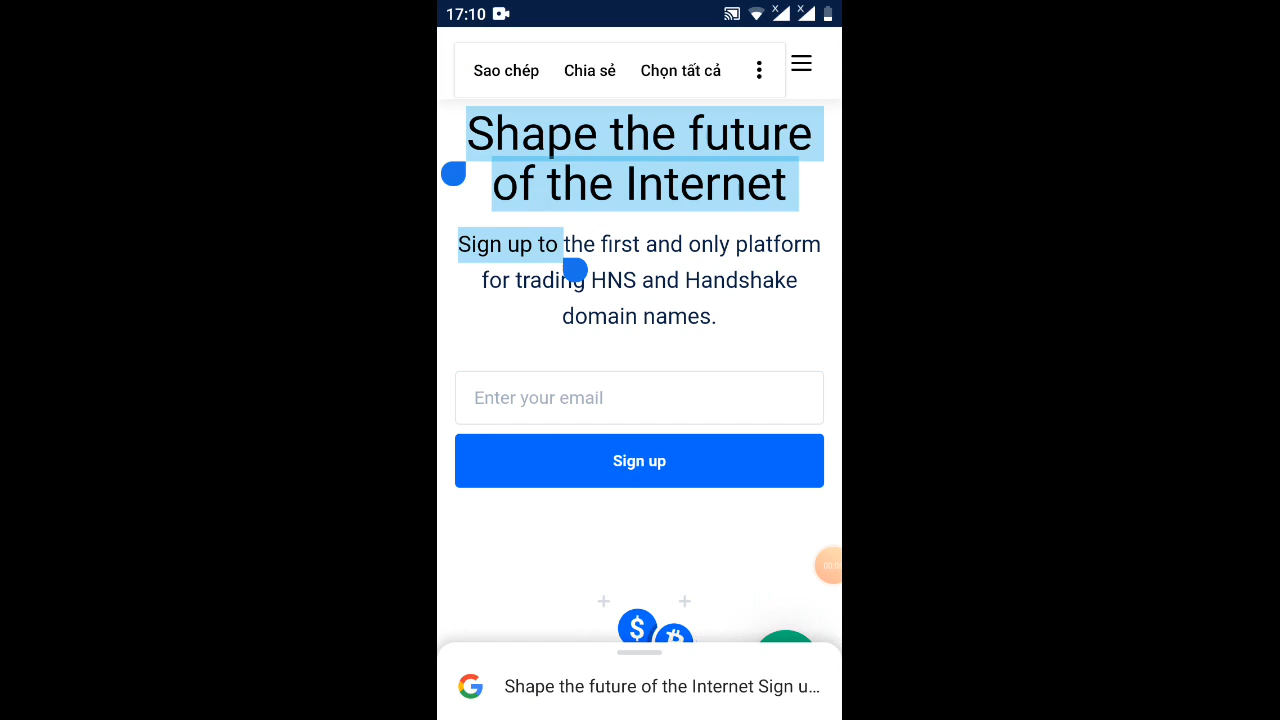 17:10
Sao chép Chia sẻ Chọn tất cả
Shape the future
of the Internet
Sign up to the first and only platform
for trading HNS and Handshake
domain names.
Enter your email
Sign up
Shape the future of the Internet Sign u...